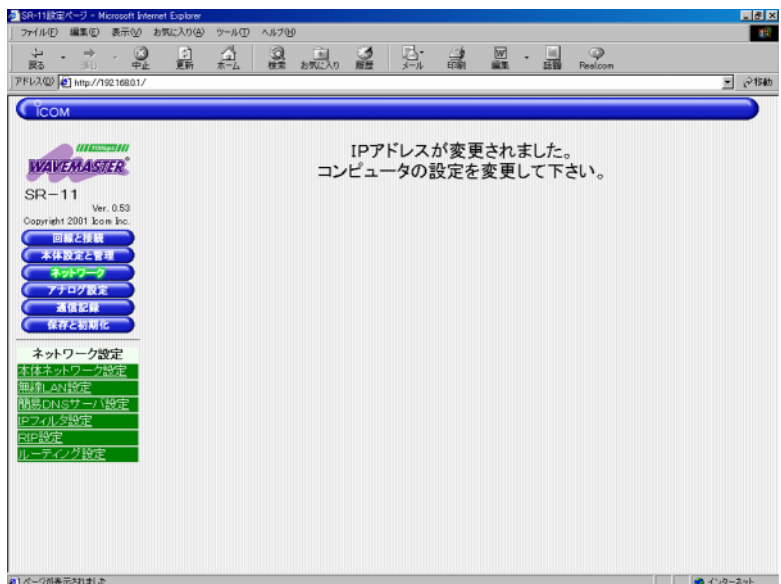 SR-11設定ページ - Microsoft Internet Explorer
ファイル(F) 編集(E) 表示(V) お気に入り(A) ツール(T) ヘルプ(H)
戻る 進む 中止 更新 ホーム 検索 お気に入り 履歴 メール 印刷 編集 話題 Realcom
アドレス(D) http://192.168.0.1/ 移動
ICOM
11Mbps
WAVEMASTER
SR-11
Ver. 0.53
Copyright 2001 Icom Inc.
回線と接続
本体設定と管理
ネットワーク
アナログ設定
通信記録
保存と初期化
ネットワーク設定
本体ネットワーク設定
無線LAN設定
簡易DNSサーバ設定
IPフィルタ設定
RIP設定
ルーティング設定
IPアドレスが変更されました。
コンピュータの設定を変更して下さい。
ページが表示されました
インターネット